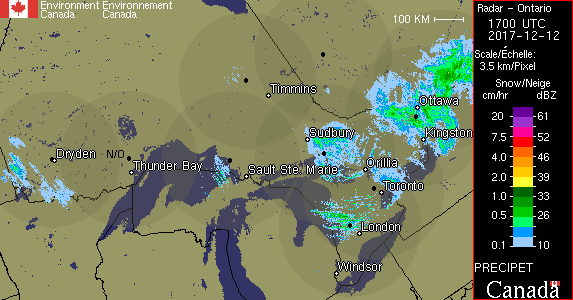 Environment Environnement
Canada Canada
100 KM
Timmins
Ottawa
Sudbury
Kingston
Dryden
N/O
Thunder Bay
Sault Ste. Marie
Orillia
Toronto
London
Windsor
Radar - Ontario
1700 UTC
2017-12-12
Scale/Échelle:
3.5 km/Pixel
Snow/Neige
cm/hr dBZ
20 61
7.5 52
4.0 46
2.0 39
1.0 33
0.5 26
0.1 10
PRECIPET
Canada